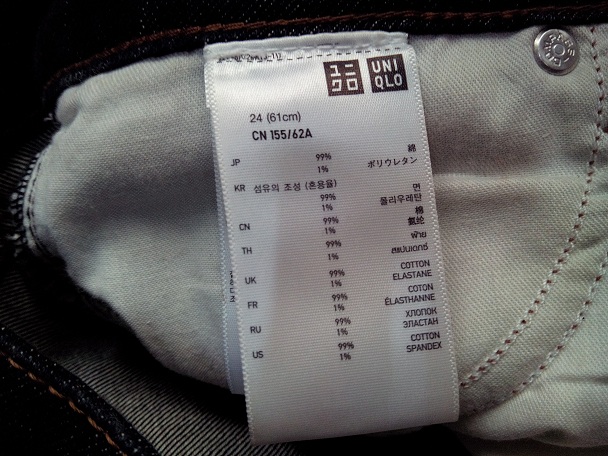 ユニ
クロ
UNI
QLO
24 (61cm)
CN 155/62A
JP 99% 綿
1% ポリウレタン
KR 섬유의 조성 (혼용율)
99% 면
1% 폴리우레탄
CN 99% 棉
1% 氨纶
TH 99% ฝ้าย
1% สแปนเดกซ์
UK 99% COTTON
1% ELASTANE
FR 99% COTON
1% ÉLASTHANNE
RU 99% ХЛОПОК
1% ЭЛАСТАН
US 99% COTTON
1% SPANDEX